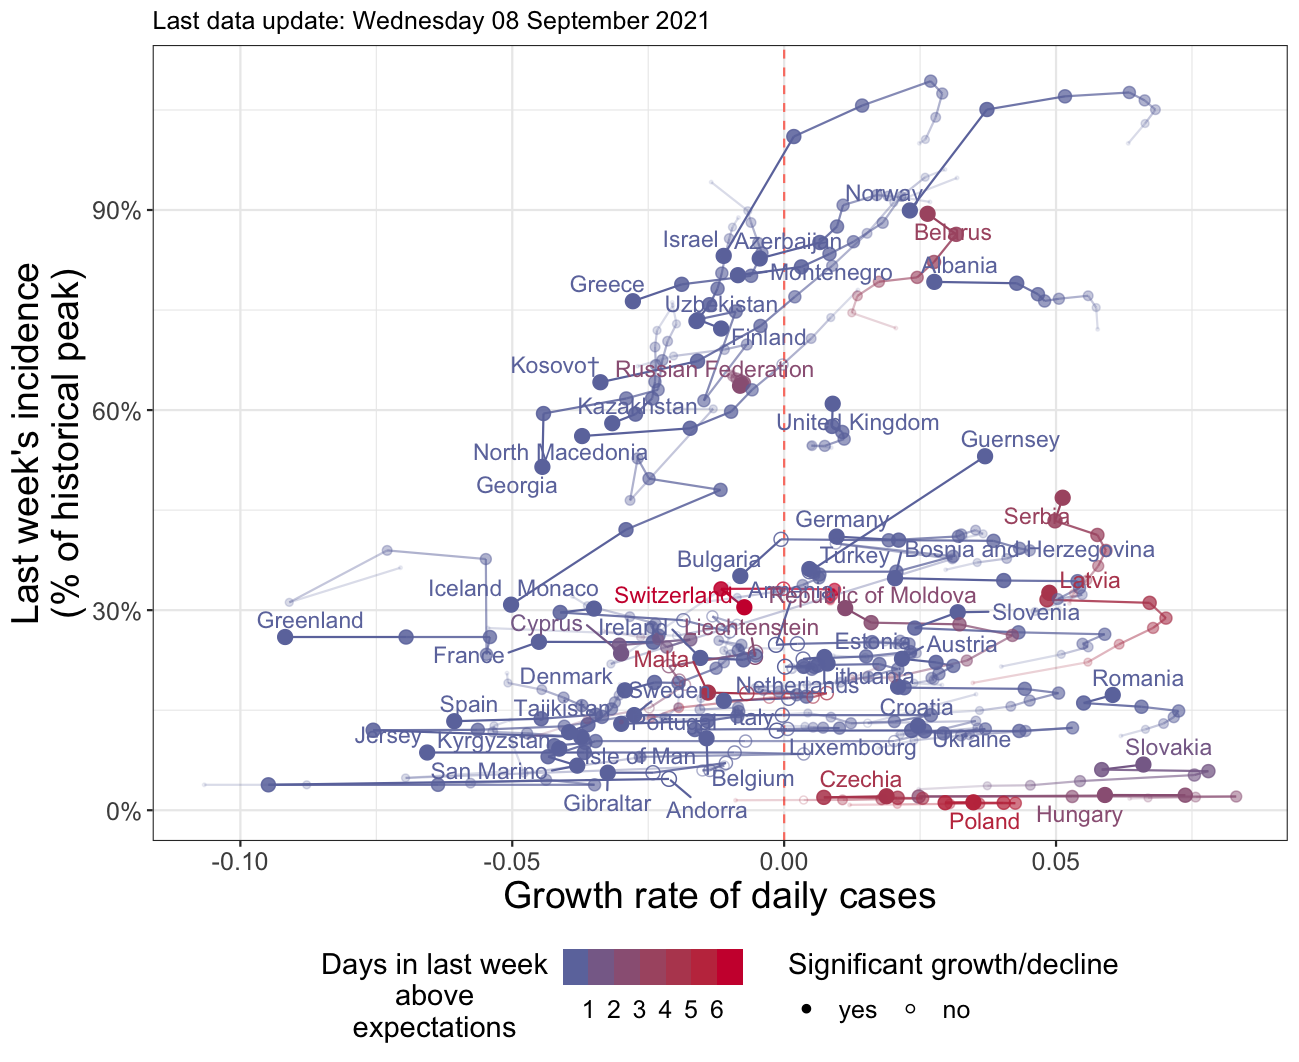 Last data update: Wednesday 08 September 2021
Last week's incidence
(% of historical peak)
90%
60%
30%
0%
Norway
Israel
Azerbaijan
Belarus
Albania
Greece
Montenegro
Uzbekistan
Finland
Kosovo†
Russian Federation
Kazakhstan
United Kingdom
Guernsey
North Macedonia
Georgia
Serbia
Germany
Bulgaria
Turkey
Bosnia and Herzegovina
Iceland
Monaco
Switzerland
Armenia
Republic of Moldova
Latvia
Greenland
Cyprus
Ireland
Liechtenstein
Slovenia
France
Malta
Estonia
Austria
Denmark
Sweden
Netherlands
Lithuania
Romania
Spain
Tajikistan
Portugal
Italy
Croatia
Jersey
Kyrgyzstan
Isle of Man
Luxembourg
Ukraine
San Marino
Belgium
Slovakia
Gibraltar
Andorra
Czechia
Poland
Hungary
-0.10
-0.05
0.00
0.05
Growth rate of daily cases
Days in last week
above
expectations
1 2 3 4 5 6
Significant growth/decline
yes
no